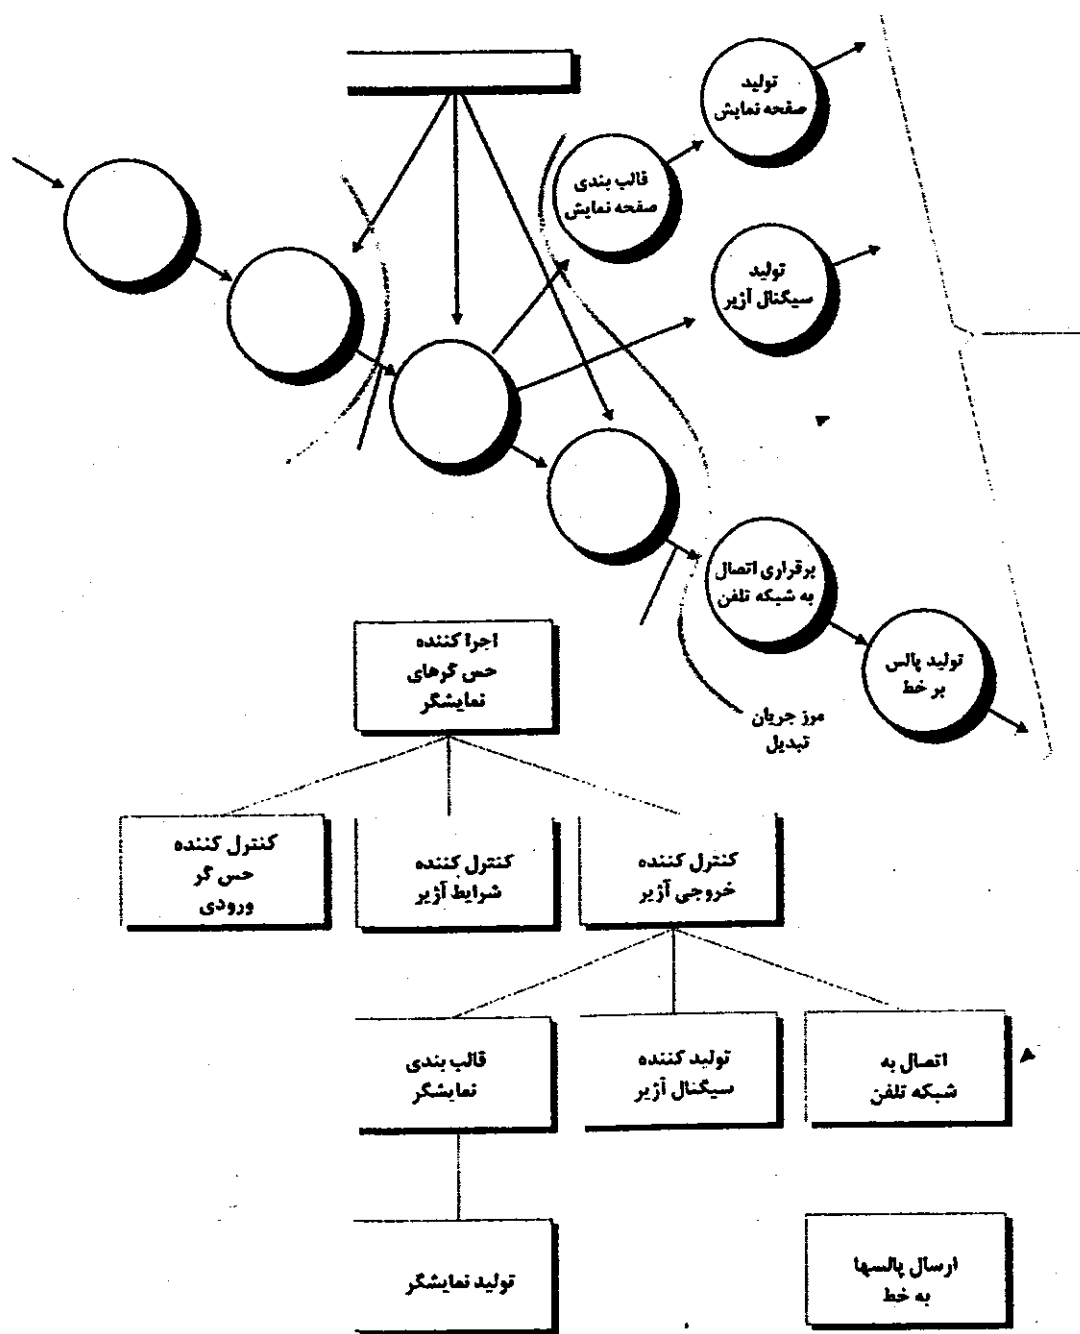 تولید
صفحه نمایش
قالب بندی
صفحه نمایش
تولید
سیگنال آژیر
برقراری اتصال
به شبکه تلفن
تولید پالس
بر خط
مرز جریان
تبدیل
اجرا کننده
حس گرهای
نمایشگر
کنترل کننده
حس گر
ورودی
کنترل کننده
شرایط آژیر
کنترل کننده
خروجی آژیر
قالب بندی
نمایشگر
تولید کننده
سیگنال آژیر
اتصال به
شبکه تلفن
تولید نمایشگر
ارسال پالسها
به خط